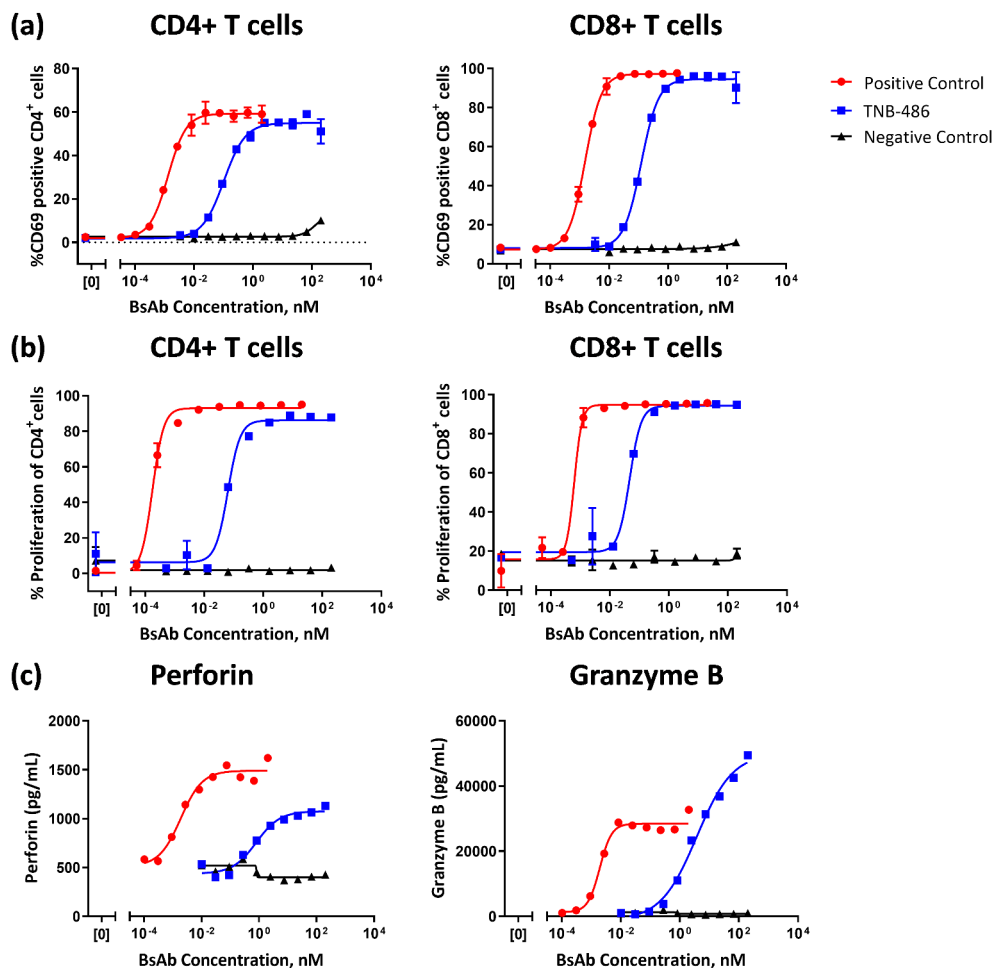 (a)
CD4+ T cells
CD8+ T cells
%CD69 positive CD4⁺ cells
80
60
40
20
0
[0]
10⁻⁴
10⁻²
10⁰
10²
10⁴
BsAb Concentration, nM
%CD69 positive CD8⁺ cells
100
80
60
40
20
0
[0]
10⁻⁴
10⁻²
10⁰
10²
10⁴
BsAb Concentration, nM
Positive Control
TNB-486
Negative Control
(b)
CD4+ T cells
CD8+ T cells
% Proliferation of CD4⁺cells
100
80
60
40
20
0
[0]
10⁻⁴
10⁻²
10⁰
10²
10⁴
BsAb Concentration, nM
% Proliferation of CD8⁺ cells
100
80
60
40
20
0
[0]
10⁻⁴
10⁻²
10⁰
10²
10⁴
BsAb Concentration, nM
(c)
Perforin
Granzyme B
Perforin (pg/mL)
2000
1500
1000
500
0
[0]
10⁻⁴
10⁻²
10⁰
10²
10⁴
BsAb Concentration, nM
Granzyme B (pg/mL)
60000
40000
20000
0
[0]
10⁻⁴
10⁻²
10⁰
10²
10⁴
BsAb Concentration, nM